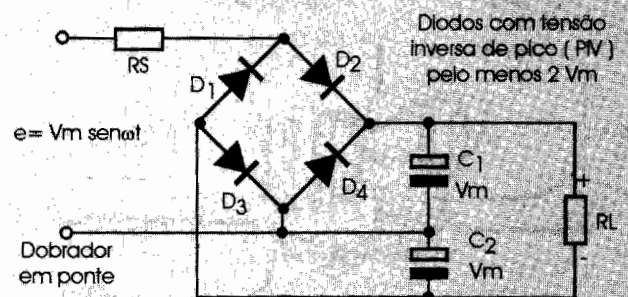 Diodos com tensão
inversa de pico ( PIV )
pelo menos 2 Vm
RS
D1
D2
e= Vm senωt
D3
D4
C1
Vm
+
RL
-
C2
Vm
Dobrador
em ponte